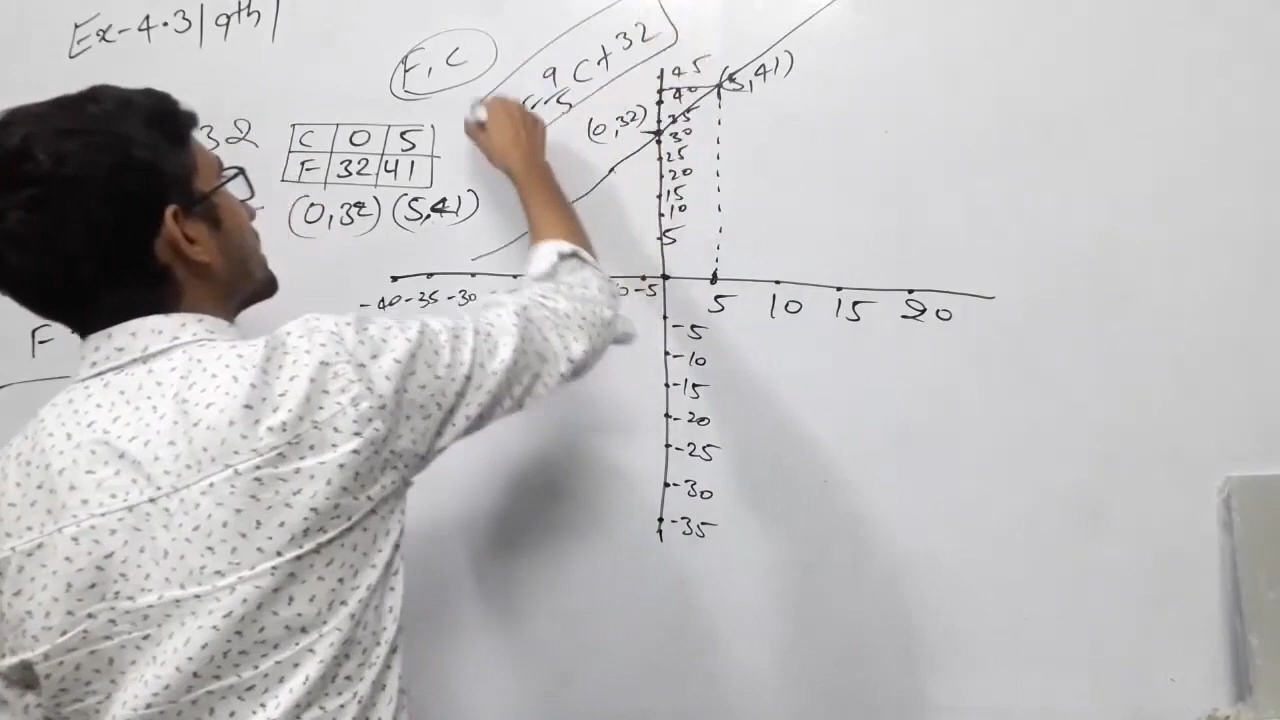 Ex-4.3|9th|
F, C
9 C + 32
5
32
C 0 5
F 32 41
(0,32) (5,41)
F
45
40
35
30
25
20
15
10
5
(0,32)
(5,41)
-40 -35 -30 -5
5 10 15 20
-5
-10
-15
-20
-25
-30
-35